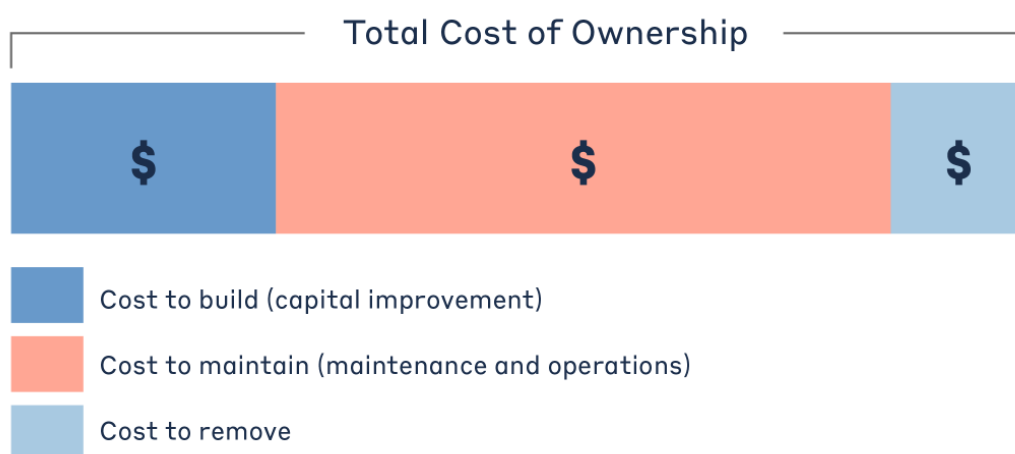 Total Cost of Ownership
$ $ $
Cost to build (capital improvement)
Cost to maintain (maintenance and operations)
Cost to remove